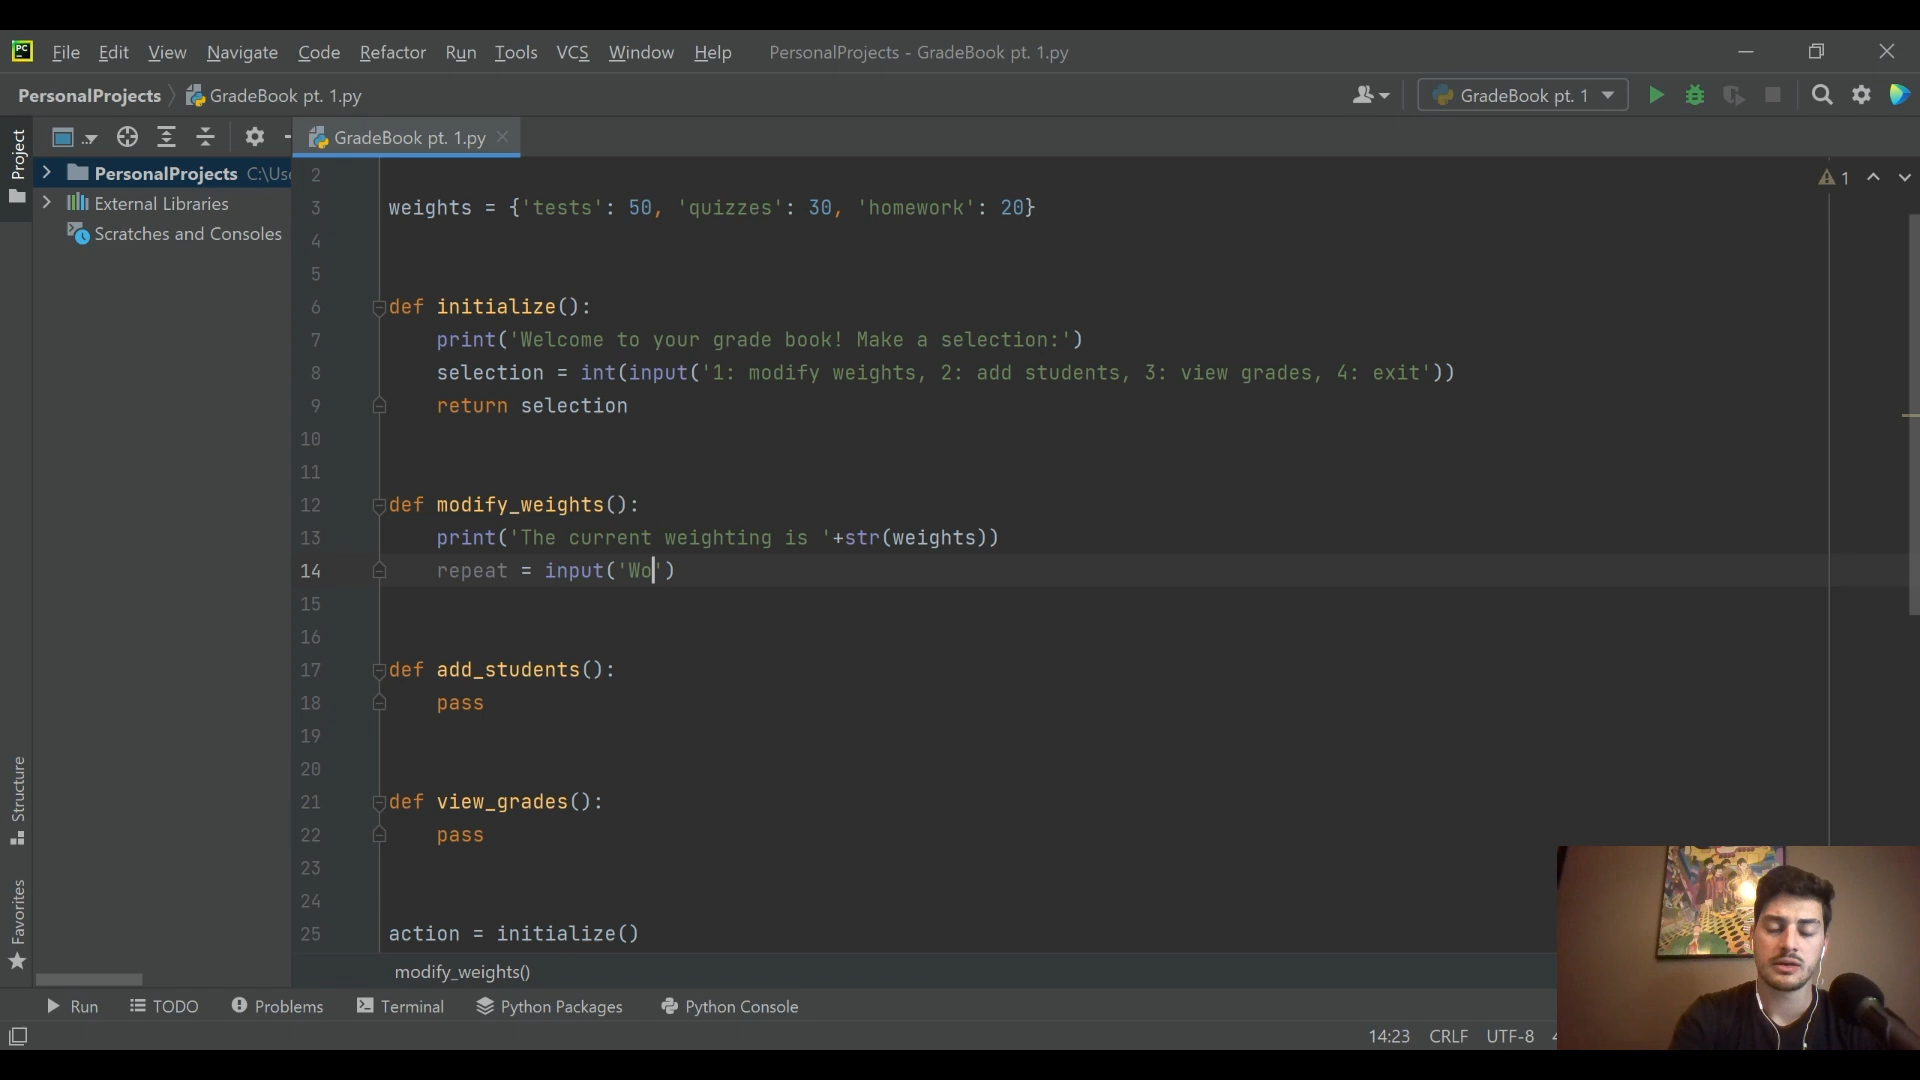 PC File Edit View Navigate Code Refactor Run Tools VCS Window Help PersonalProjects - GradeBook pt. 1.py
PersonalProjects GradeBook pt. 1.py GradeBook pt. 1
Project
.. GradeBook pt. 1.py
PersonalProjects C:\Use
External Libraries
Scratches and Consoles
1
2
3 weights = {'tests': 50, 'quizzes': 30, 'homework': 20}
4
5
6 def initialize():
7 print('Welcome to your grade book! Make a selection:')
8 selection = int(input('1: modify weights, 2: add students, 3: view grades, 4: exit'))
9 return selection
10
11
12 def modify_weights():
13 print('The current weighting is '+str(weights))
14 repeat = input('Wo')
15
16
17 def add_students():
18 pass
19
20
21 def view_grades():
22 pass
23
24
25 action = initialize()
modify_weights()
Structure
Favorites
Run TODO Problems Terminal Python Packages Python Console
14:23 CRLF UTF-8